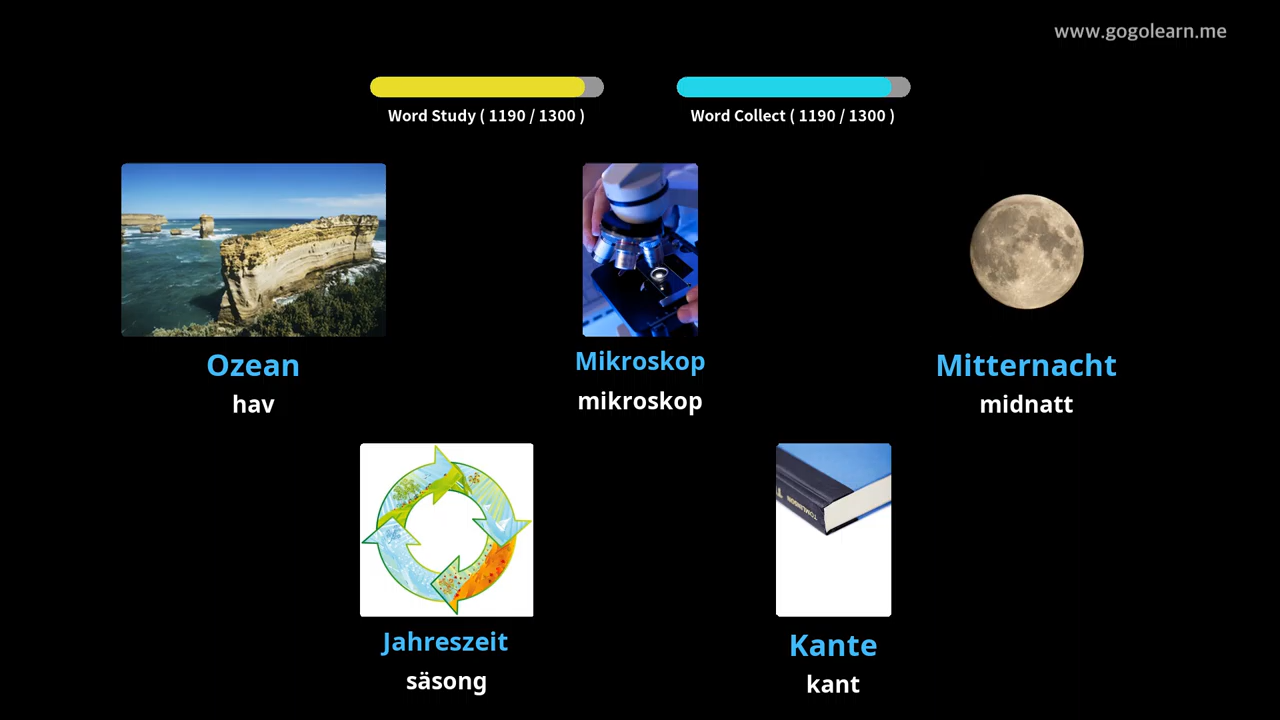 www.gogolearn.me
Word Study ( 1190 / 1300 )
Word Collect ( 1190 / 1300 )
Ozean
hav
Mikroskop
mikroskop
Mitternacht
midnatt
TOMLINSON
Jahreszeit
säsong
Kante
kant